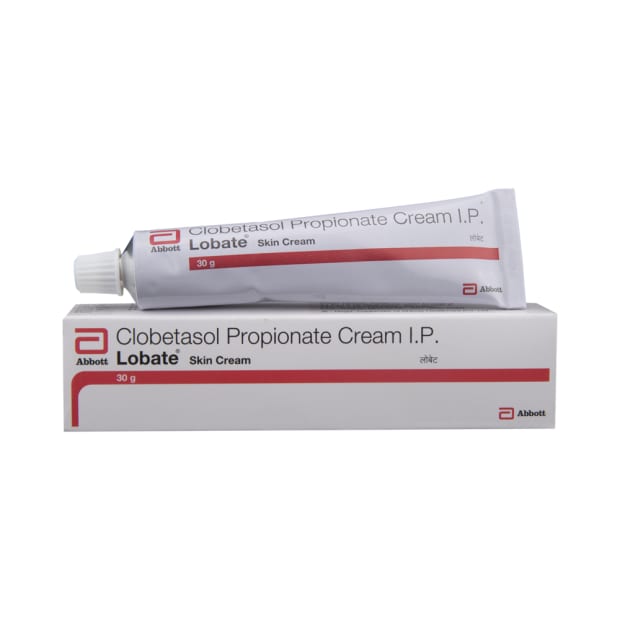 Clobetasol Propionate Cream I.P.
Abbott Lobate® Skin Cream लोबेट
30 g
Abbott
Clobetasol Propionate Cream I.P.
Abbott Lobate® Skin Cream लोबेट
30 g
Abbott